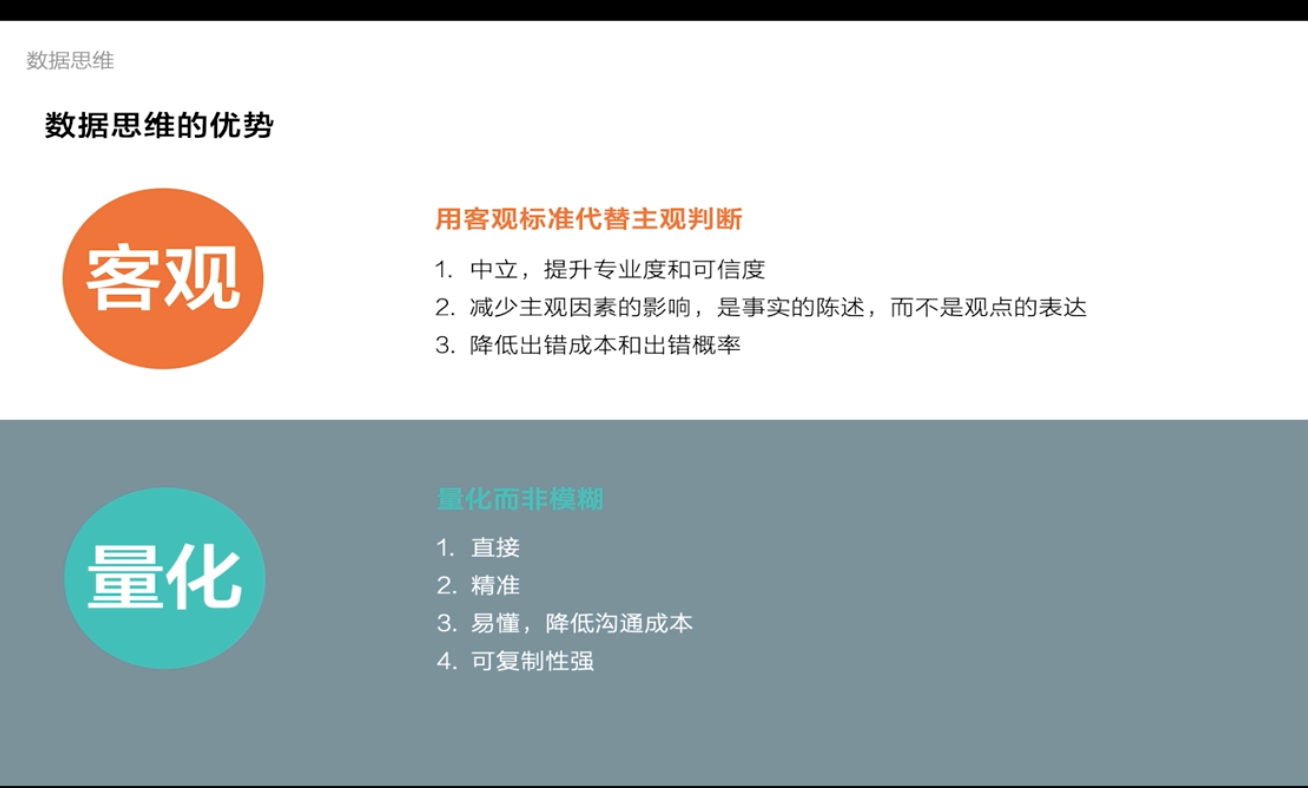 数据思维
数据思维的优势
客观
用客观标准代替主观判断
1. 中立，提升专业度和可信度
2. 减少主观因素的影响，是事实的陈述，而不是观点的表达
3. 降低出错成本和出错概率
量化
量化而非模糊
1. 直接
2. 精准
3. 易懂，降低沟通成本
4. 可复制性强